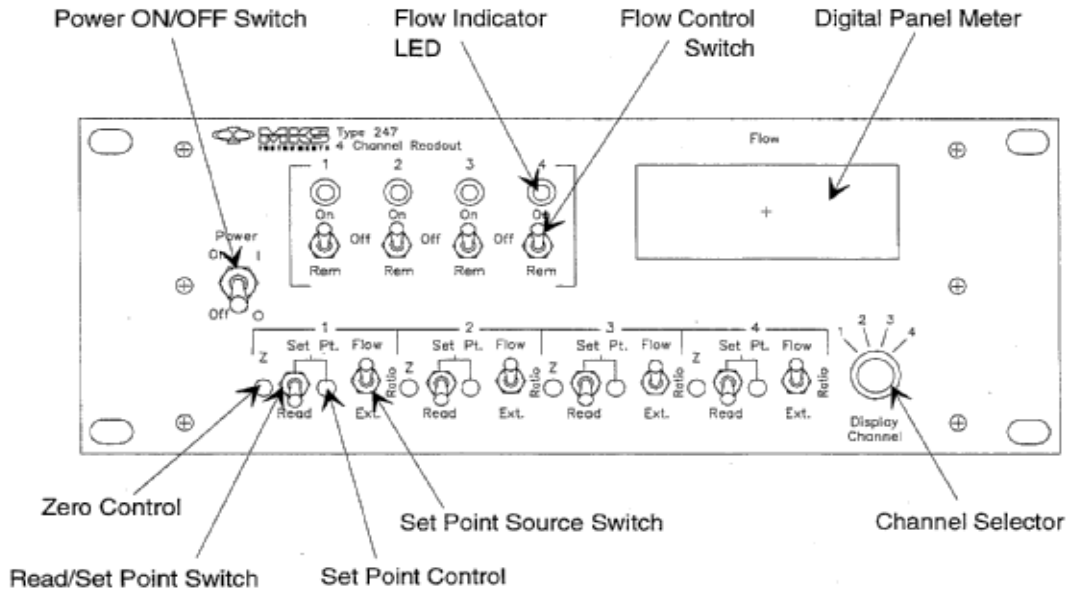 Power ON/OFF Switch
Flow Indicator
LED
Flow Control
Switch
Digital Panel Meter
MKS Type 247
INSTRUMENTS 4 Channel Readout
Flow
1 2 3 4
On On On On
Off Off Off
Rem Rem Rem Rem
Power
On I
Off O
1 2 3 4
Z Set Pt. Flow Set Pt. Flow Set Pt. Flow Set Pt. Flow
Ratio Z Ratio Z Ratio Z Ratio
Read Ext. Read Ext. Read Ext. Read Ext.
1 2 3 4
Display
Channel
Zero Control
Set Point Source Switch
Channel Selector
Read/Set Point Switch
Set Point Control